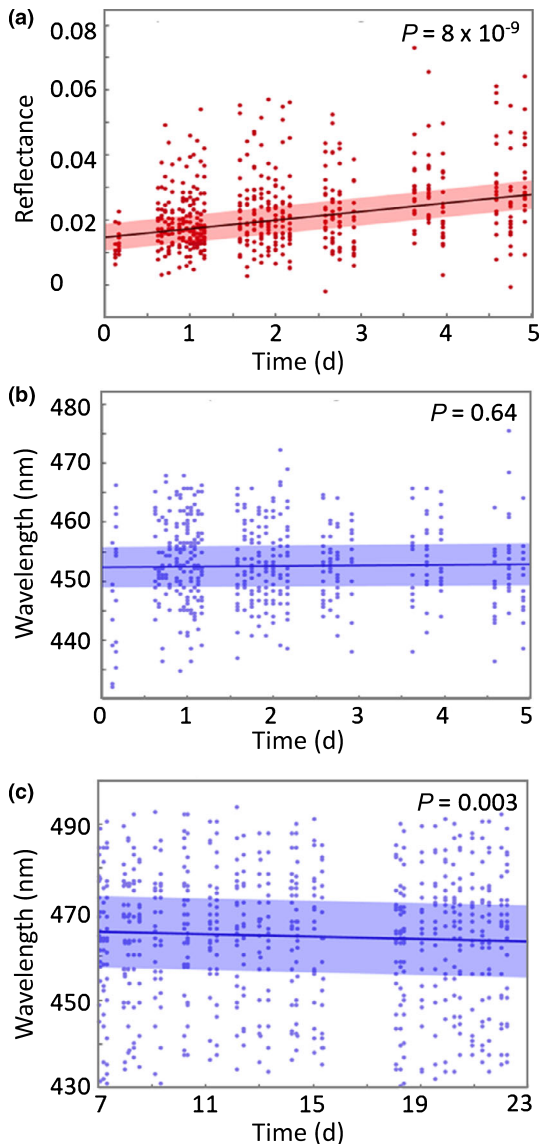 (a)
P = 8 x 10⁻⁹
0.08
0.06
0.04
0.02
0
Reflectance
0 1 2 3 4 5
Time (d)
(b)
P = 0.64
480
470
460
450
440
Wavelength (nm)
0 1 2 3 4 5
Time (d)
(c)
P = 0.003
490
470
450
430
Wavelength (nm)
7 11 15 19 23
Time (d)